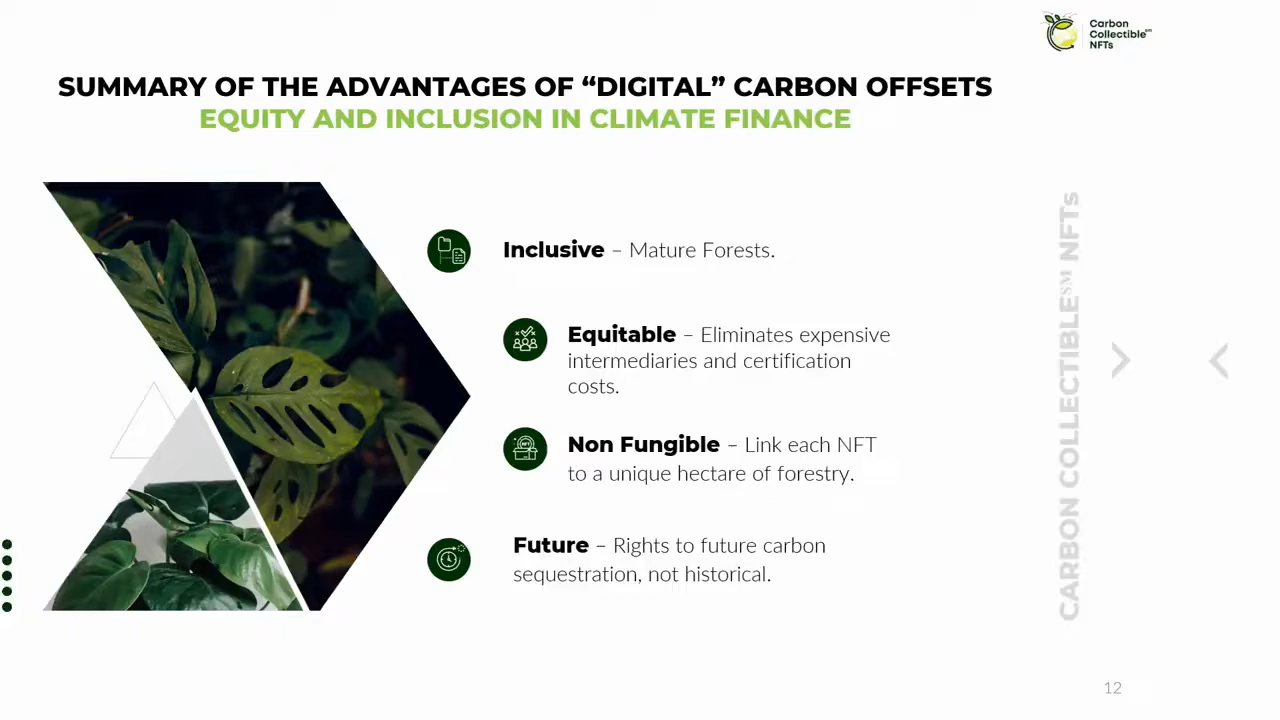 Carbon
Collectible℠
NFTs
SUMMARY OF THE ADVANTAGES OF “DIGITAL” CARBON OFFSETS
EQUITY AND INCLUSION IN CLIMATE FINANCE
Inclusive – Mature Forests.
Equitable – Eliminates expensive
intermediaries and certification
costs.
Non Fungible – Link each NFT
to a unique hectare of forestry.
Future – Rights to future carbon
sequestration, not historical.
CARBON COLLECTIBLE℠ NFTs
12